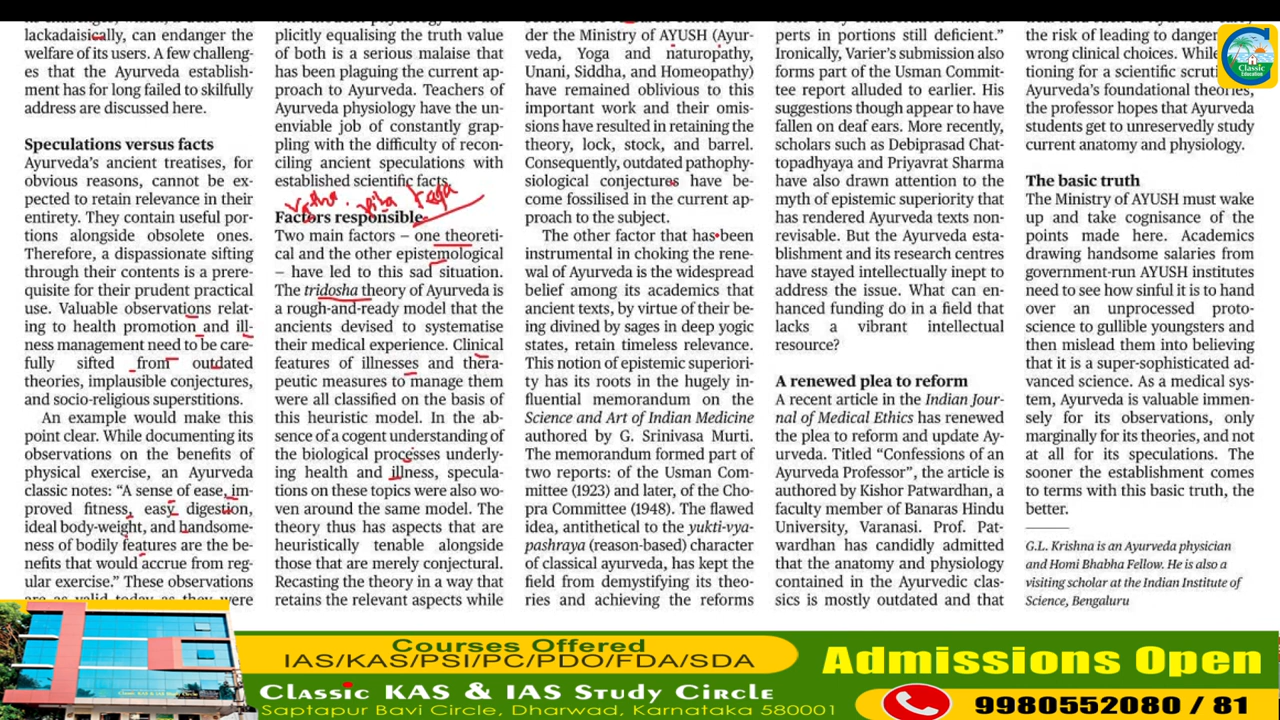 lackadaisically, can endanger the
welfare of its users. A few challeng-
es that the Ayurveda establish-
ment has for long failed to skilfully
address are discussed here.
Speculations versus facts
Ayurveda's ancient treatises, for
obvious reasons, cannot be ex-
pected to retain relevance in their
entirety. They contain useful por-
tions alongside obsolete ones.
Therefore, a dispassionate sifting
through their contents is a prere-
quisite for their prudent practical
use. Valuable observations relat-
ing to health promotion and ill-
ness management need to be care-
fully sifted from outdated
theories, implausible conjectures,
and socio-religious superstitions.
An example would make this
point clear. While documenting its
observations on the benefits of
physical exercise, an Ayurveda
classic notes: "A sense of ease, im-
proved fitness, easy digestion,
ideal body-weight, and handsome-
ness of bodily features are the be-
nefits that would accrue from reg-
ular exercise." These observations
are as valid today as they were
plicitly equalising the truth value
of both is a serious malaise that
has been plaguing the current ap-
proach to Ayurveda. Teachers of
Ayurveda physiology have the un-
enviable job of constantly grap-
pling with the difficulty of recon-
ciling ancient speculations with
established scientific facts.
Factors responsible
Two main factors – one theoreti-
cal and the other epistemological
– have led to this sad situation.
The tridosha theory of Ayurveda is
a rough-and-ready model that the
ancients devised to systematise
their medical experience. Clinical
features of illnesses and thera-
peutic measures to manage them
were all classified on the basis of
this heuristic model. In the ab-
sence of a cogent understanding of
the biological processes underly-
ing health and illness, specula-
tions on these topics were also wo-
ven around the same model. The
theory thus has aspects that are
heuristically tenable alongside
those that are merely conjectural.
Recasting the theory in a way that
retains the relevant aspects while
der the Ministry of AYUSH (Ayur-
veda, Yoga and naturopathy,
Unani, Siddha, and Homeopathy)
have remained oblivious to this
important work and their omis-
sions have resulted in retaining the
theory, lock, stock, and barrel.
Consequently, outdated pathophy-
siological conjectures have be-
come fossilised in the current ap-
proach to the subject.
The other factor that has been
instrumental in choking the rene-
wal of Ayurveda is the widespread
belief among its academics that
ancient texts, by virtue of their be-
ing divined by sages in deep yogic
states, retain timeless relevance.
This notion of epistemic superiori-
ty has its roots in the hugely in-
fluential memorandum on the
Science and Art of Indian Medicine
authored by G. Srinivasa Murti.
The memorandum formed part of
two reports: of the Usman Com-
mittee (1923) and later, of the Cho-
pra Committee (1948). The flawed
idea, antithetical to the yukti-vya-
pashraya (reason-based) character
of classical ayurveda, has kept the
field from demystifying its theo-
ries and achieving the reforms
perts in portions still deficient."
Ironically, Varier's submission also
forms part of the Usman Commit-
tee report alluded to earlier. His
suggestions though appear to have
fallen on deaf ears. More recently,
scholars such as Debiprasad Chat-
topadhyaya and Priyavrat Sharma
have also drawn attention to the
myth of epistemic superiority that
has rendered Ayurveda texts non-
revisable. But the Ayurveda esta-
blishment and its research centres
have stayed intellectually inept to
address the issue. What can en-
hanced funding do in a field that
lacks a vibrant intellectual
resource?
A renewed plea to reform
A recent article in the Indian Jour-
nal of Medical Ethics has renewed
the plea to reform and update Ay-
urveda. Titled "Confessions of an
Ayurveda Professor", the article is
authored by Kishor Patwardhan, a
faculty member of Banaras Hindu
University, Varanasi. Prof. Pat-
wardhan has candidly admitted
that the anatomy and physiology
contained in the Ayurvedic clas-
sics is mostly outdated and that
the risk of leading to
wrong clinical choices. While
tioning for a scientific
Ayurveda's foundational theories,
the professor hopes that Ayurveda
students get to unreservedly study
current anatomy and physiology.
The basic truth
The Ministry of AYUSH must wake
up and take cognisance of the
points made here. Academics
drawing handsome salaries from
government-run AYUSH institutes
need to see how sinful it is to hand
over an unprocessed proto-
science to gullible youngsters and
then mislead them into believing
that it is a super-sophisticated ad-
vanced science. As a medical sys-
tem, Ayurveda is valuable immen-
sely for its observations, only
marginally for its theories, and not
at all for its speculations. The
sooner the establishment comes
to terms with this basic truth, the
better.
G.L. Krishna is an Ayurveda physician
and Homi Bhabha Fellow. He is also a
visiting scholar at the Indian Institute of
Science, Bengaluru
Classic
Education
Courses Offered
IAS/KAS/PSI/PC/PDO/FDA/SDA
Classic KAS & IAS Study Circle
Saptapur Bavi Circle, Dharwad, Karnataka 580001
Admissions Open
9980552080 / 81